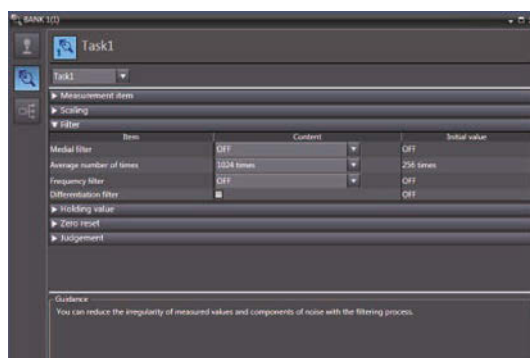 BANK 1(1)
Task1
Task1
Measurement item
Scaling
Filter
Item Content Initial value
Medial filter OFF OFF
Average number of times 1024 times 256 times
Frequency filter OFF OFF
Differentiation filter OFF
Holding value
Zero reset
Judgement
Guidance
You can reduce the irregularity of measured values and components of noise with the filtering process.